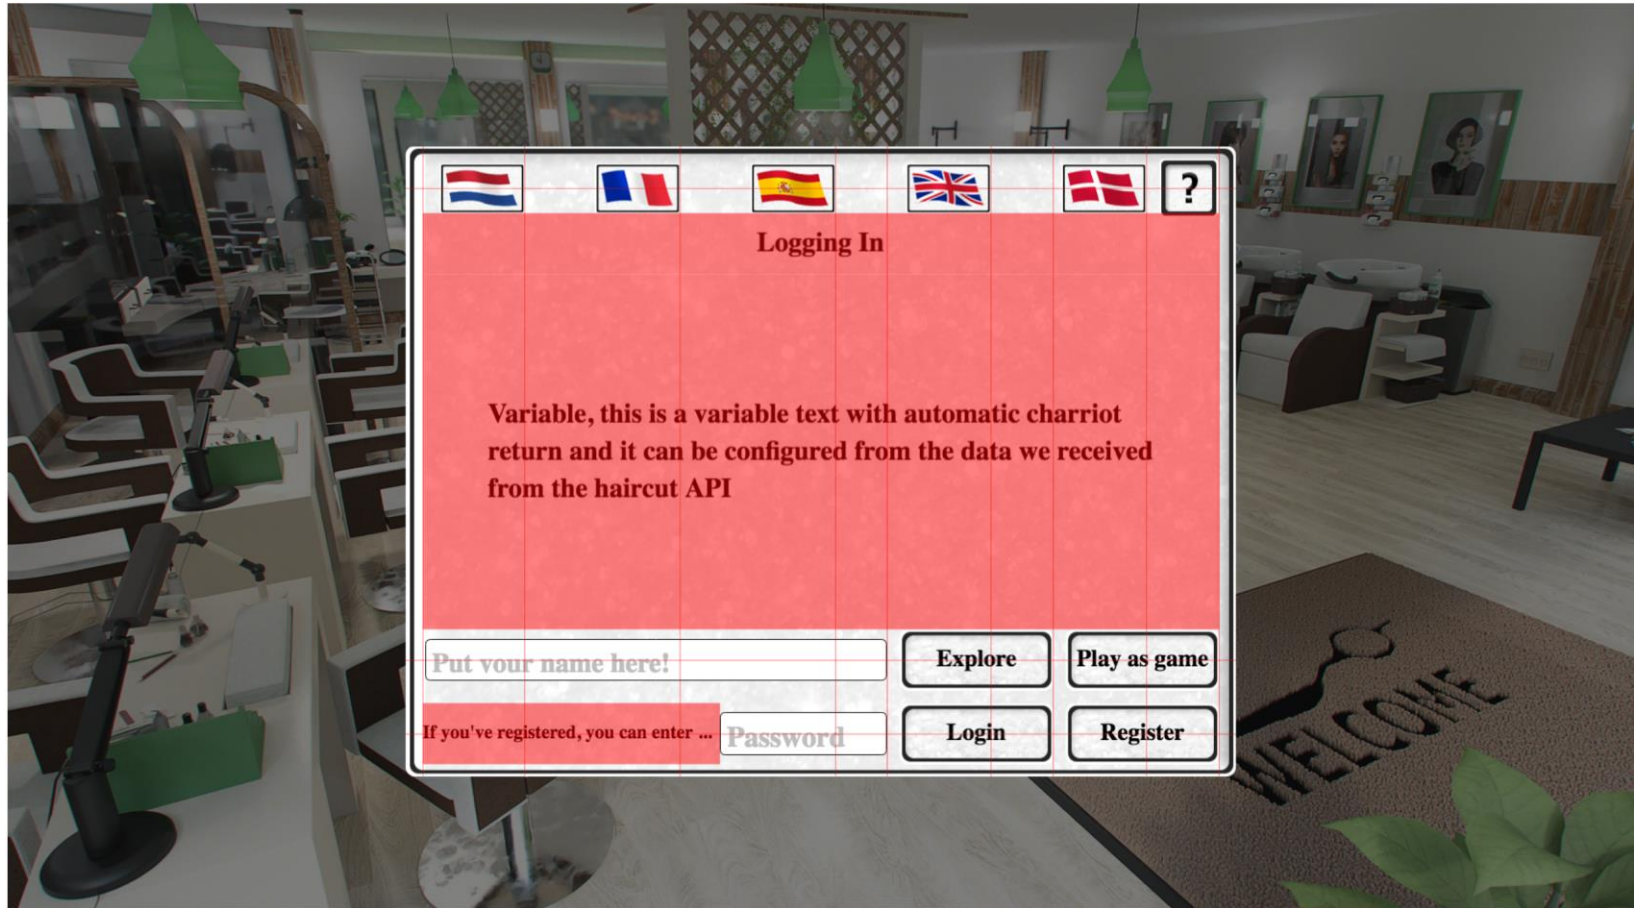 ?
Logging In
Variable, this is a variable text with automatic charriot
return and it can be configured from the data we received
from the haircut API
Put your name here!
Explore
Play as game
If you've registered, you can enter ...
Password
Login
Register
WELCOME